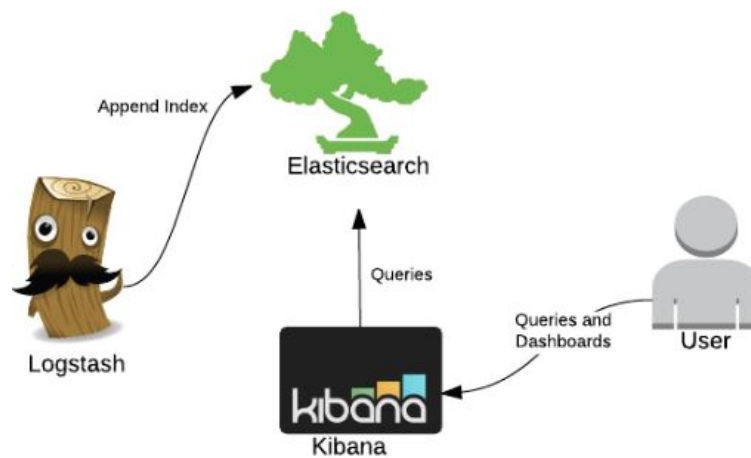 Append Index
Elasticsearch
Queries
Logstash
Queries and
Dashboards
User
kibana
Kibana